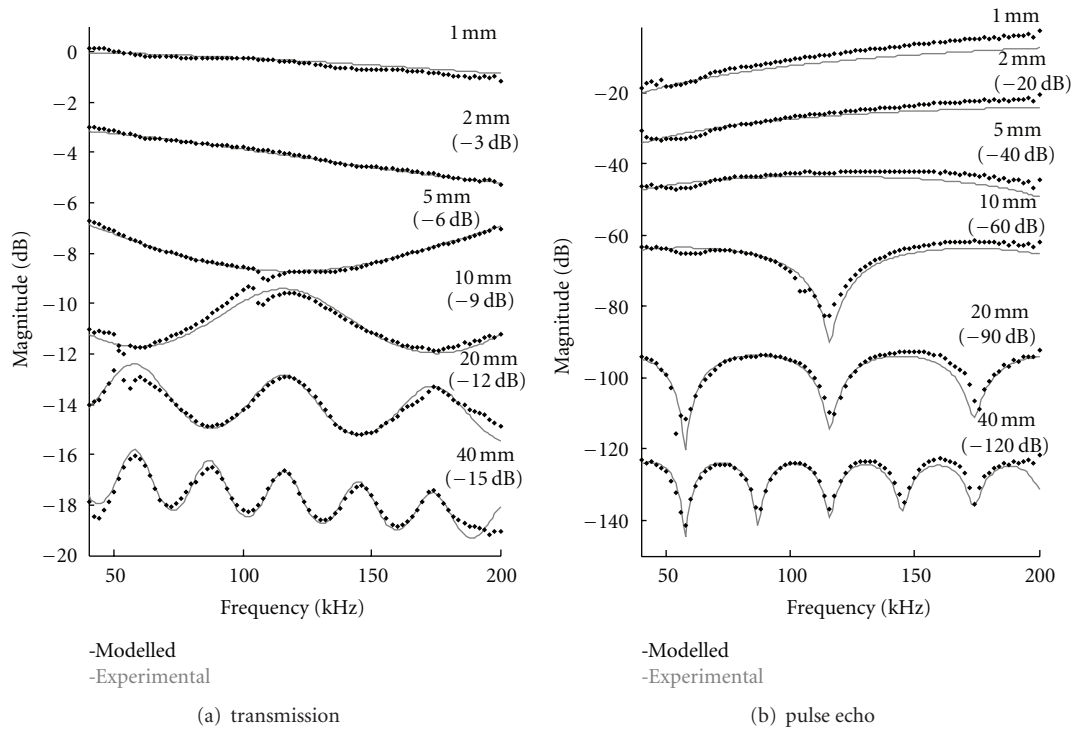 1 mm
0
−2
2 mm
(−3 dB)
−4
−6
5 mm
(−6 dB)
−8
10 mm
(−9 dB)
−10
−12
20 mm
(−12 dB)
−14
−16
40 mm
(−15 dB)
−18
−20
50
100
150
200
Magnitude (dB)
Frequency (kHz)
-Modelled
-Experimental
(a) transmission
1 mm
2 mm
(−20 dB)
−20
5 mm
(−40 dB)
−40
10 mm
(−60 dB)
−60
−80
20 mm
(−90 dB)
−100
40 mm
(−120 dB)
−120
−140
50
100
150
200
Magnitude (dB)
Frequency (kHz)
-Modelled
-Experimental
(b) pulse echo